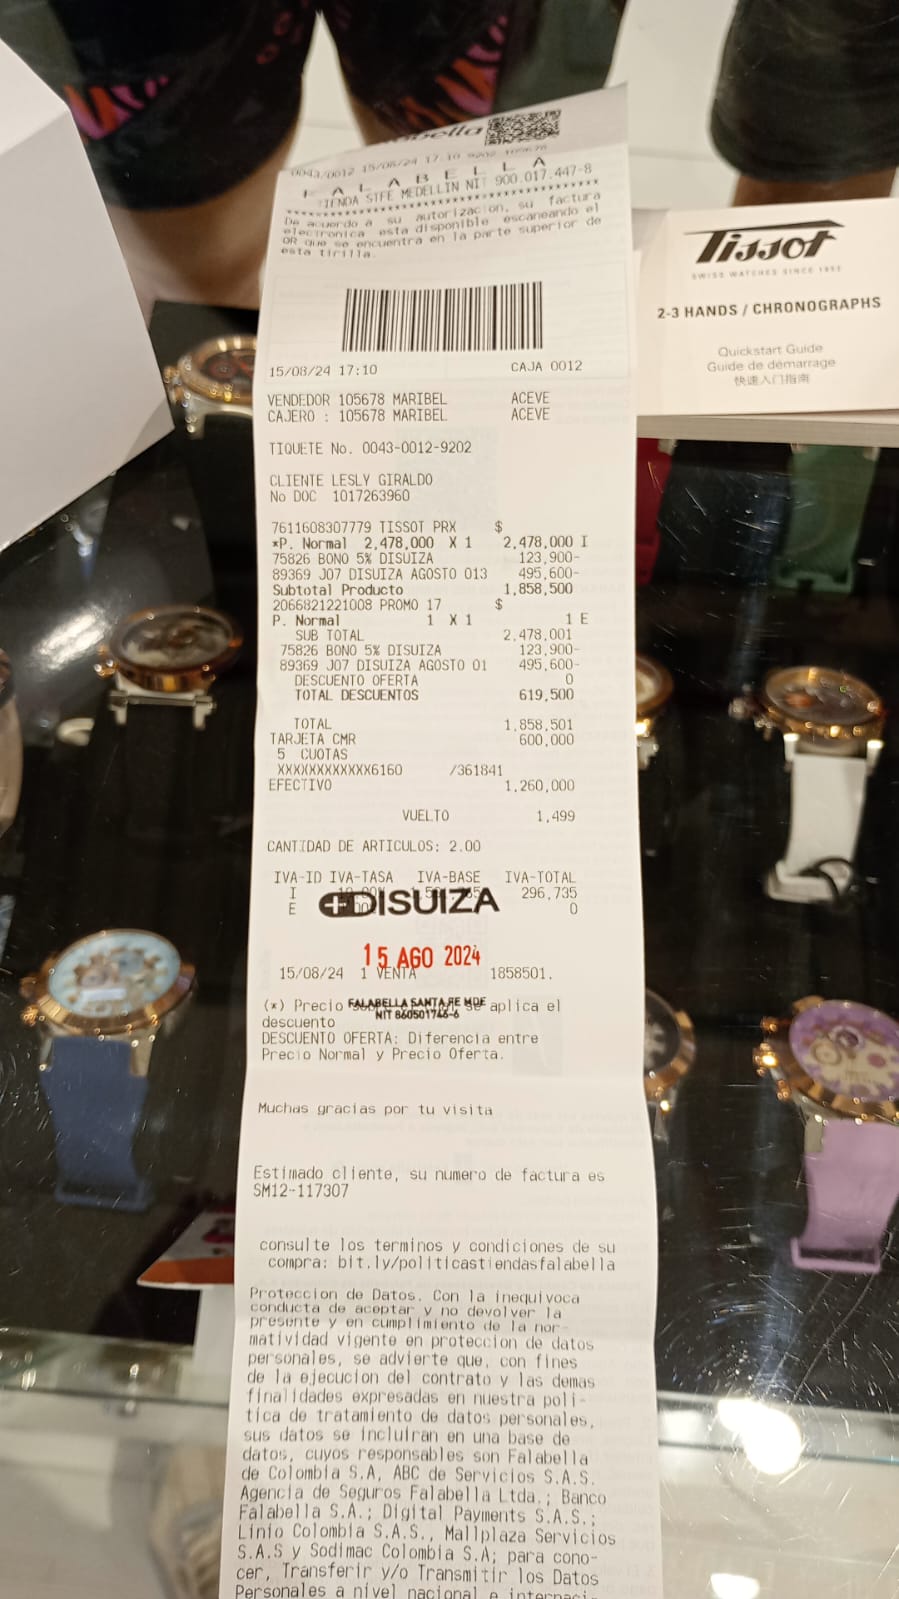 0043/0012 15/08/24 17:10 9202 105678
F A L A B E L L A
TIENDA STFE MEDELLIN NIT 900.017.447-8
De acuerdo a su autorizacion, su factura
electronica esta disponible escaneando el
QR que se encuentra en la parte superior de
esta tirilla.
15/08/24 17:10 CAJA 0012
VENDEDOR 105678 MARIBEL ACEVE
CAJERO : 105678 MARIBEL ACEVE
TIQUETE No. 0043-0012-9202
CLIENTE LESLY GIRALDO
No DOC 1017263960
7611608307779 TISSOT PRX $
*P. Normal 2,478,000 X 1 2,478,000 I
75826 BONO 5% DISUIZA 123,900-
89369 J07 DISUIZA AGOSTO 013 495,600-
Subtotal Producto 1,858,500
2066821221008 PROMO 17 $
P. Normal 1 X 1 1 E
SUB TOTAL 2,478,001
75826 BONO 5% DISUIZA 123,900-
89369 J07 DISUIZA AGOSTO 01 495,600-
DESCUENTO OFERTA 0
TOTAL DESCUENTOS 619,500
TOTAL 1,858,501
TARJETA CMR 600,000
5 CUOTAS
XXXXXXXXXXXX6160 /361841
EFECTIVO 1,260,000
VUELTO 1,499
CANTIDAD DE ARTICULOS: 2.00
IVA-ID IVA-TASA IVA-BASE IVA-TOTAL
I 296,735
E 0
DISUIZA
15 AGO 2024
15/08/24 1 VENTA 1858501.
FALABELLA SANTA FE MDE
NIT 860501746-6
(*) Precio se aplica el
descuento
DESCUENTO OFERTA: Diferencia entre
Precio Normal y Precio Oferta.
Muchas gracias por tu visita
Estimado cliente, su numero de factura es
SM12-117307
consulte los terminos y condiciones de su
compra: bit.ly/politicastiendasfalabella
Proteccion de Datos. Con la inequivoca
conducta de aceptar y no devolver la
presente y en cumplimiento de la nor-
matividad vigente en proteccion de datos
personales, se advierte que, con fines
de la ejecucion del contrato y las demas
finalidades expresadas en nuestra poli-
tica de tratamiento de datos personales,
sus datos se incluiran en una base de
datos, cuyos responsables son Falabella
de Colombia S.A, ABC de Servicios S.A.S.
Agencia de Seguros Falabella Ltda.; Banco
Falabella S.A.; Digital Payments S.A.S.;
Linio Colombia S.A.S., Mallplaza Servicios
S.A.S y Sodimac Colombia S.A; para cono-
cer, Transferir y/o Transmitir los Datos
Personales a nivel nacional e internaci-
TISSOT
SWISS WATCHES SINCE 1853
2-3 HANDS / CHRONOGRAPHS
Quickstart Guide
Guide de démarrage
快速入门指南